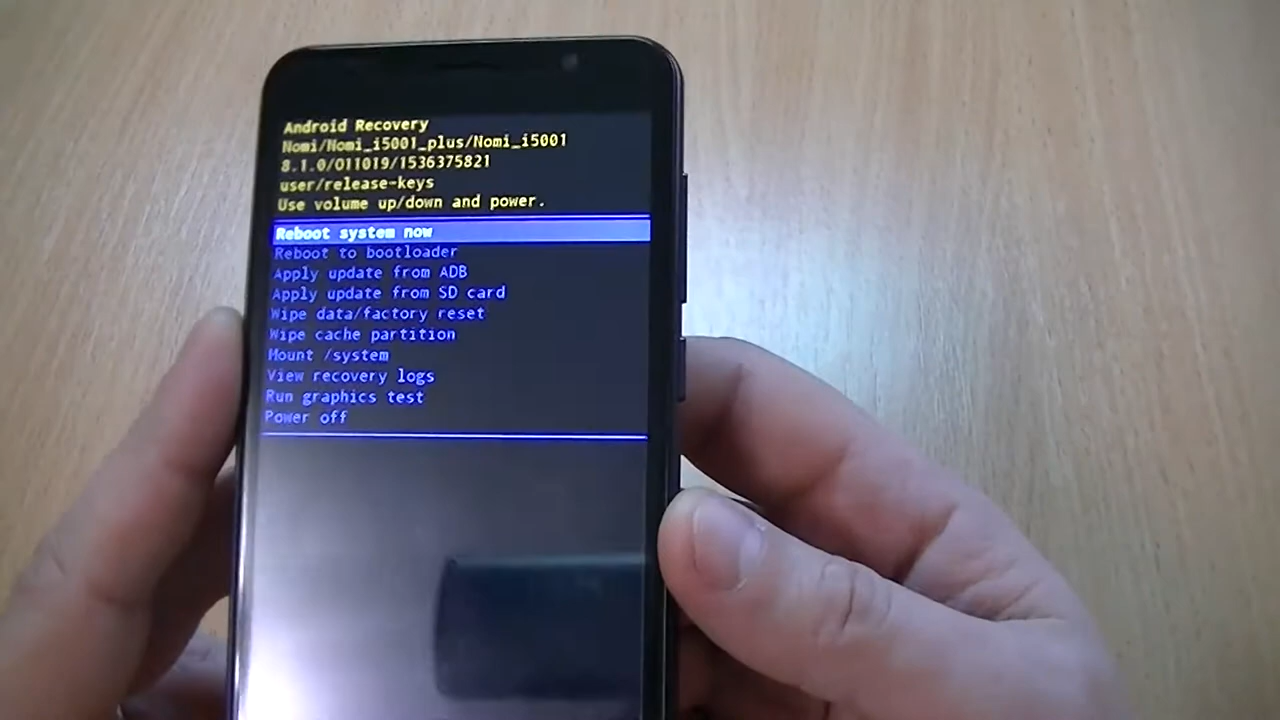 Android Recovery
Nomi/Nomi_i5001_plus/Nomi_i5001
8.1.0/O11019/1536375821
user/release-keys
Use volume up/down and power.
Reboot system now
Reboot to bootloader
Apply update from ADB
Apply update from SD card
Wipe data/factory reset
Wipe cache partition
Mount /system
View recovery logs
Run graphics test
Power off